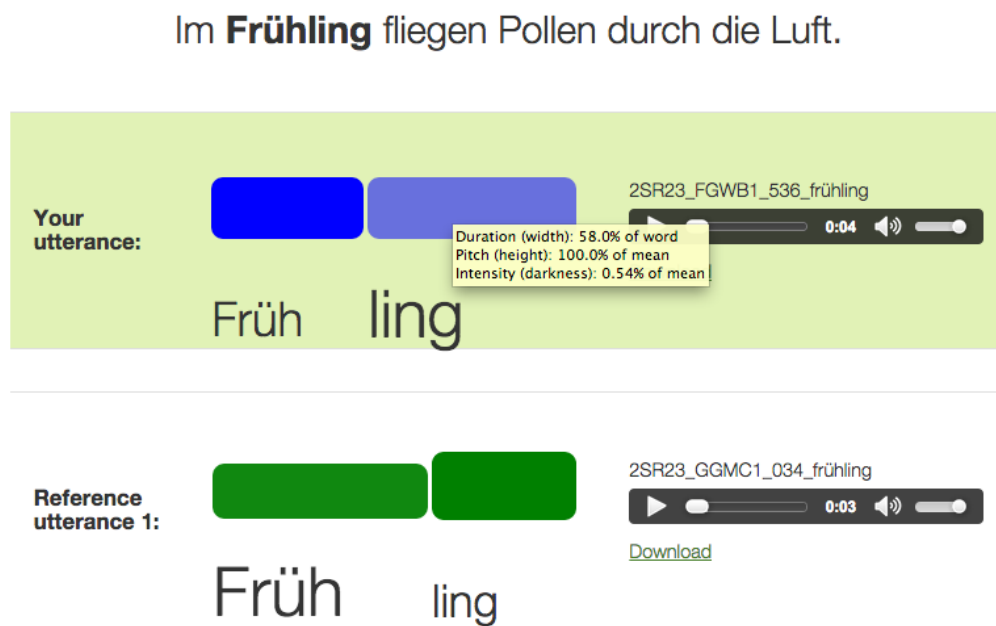 Im Frühling fliegen Pollen durch die Luft.
Your
utterance:
2SR23_FGWB1_536_frühling
0:04
Duration (width): 58.0% of word
Pitch (height): 100.0% of mean
Intensity (darkness): 0.54% of mean
Früh ling
Reference
utterance 1:
2SR23_GGMC1_034_frühling
0:03
Download
Früh ling